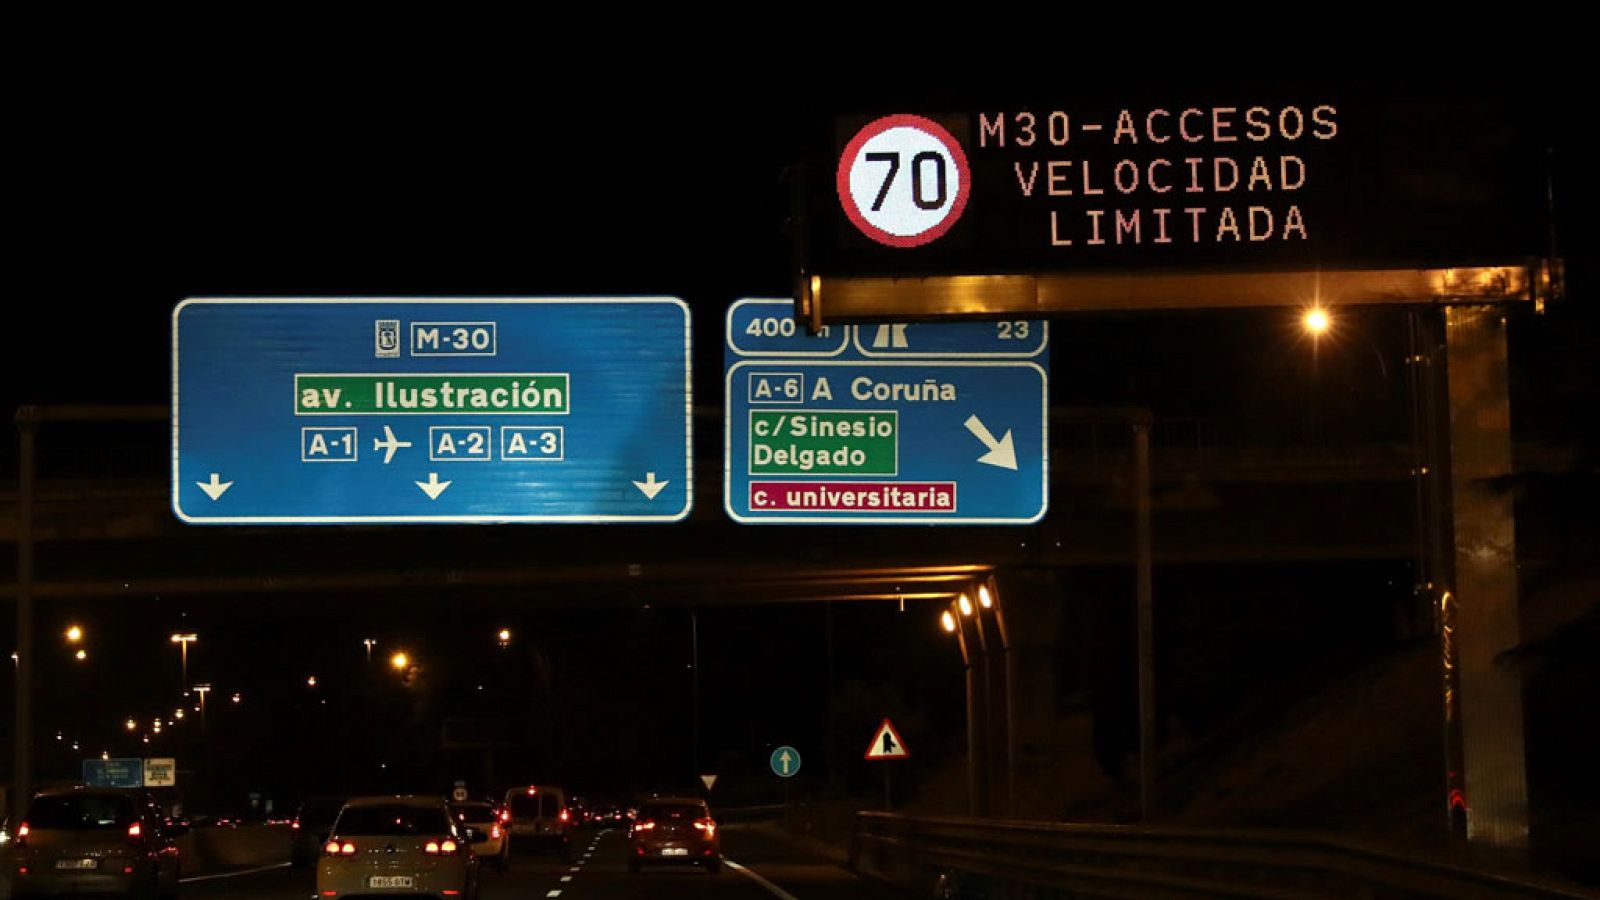 70
M30-ACCESOS
VELOCIDAD
LIMITADA
M-30
av. Ilustración
A-1 A-2 A-3
400 m
23
A-6 A Coruña
c/Sinesio
Delgado
c. universitaria